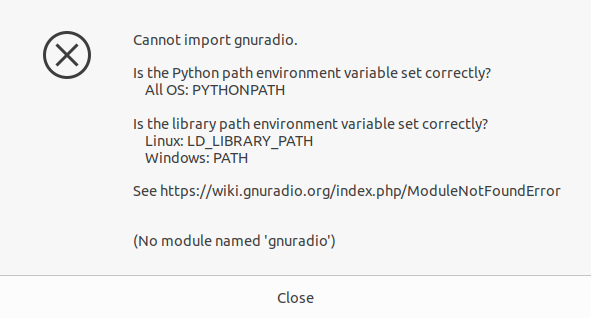 Cannot import gnuradio.
Is the Python path environment variable set correctly?
All OS: PYTHONPATH
Is the library path environment variable set correctly?
Linux: LD_LIBRARY_PATH
Windows: PATH
See https://wiki.gnuradio.org/index.php/ModuleNotFoundError
(No module named 'gnuradio')
Close